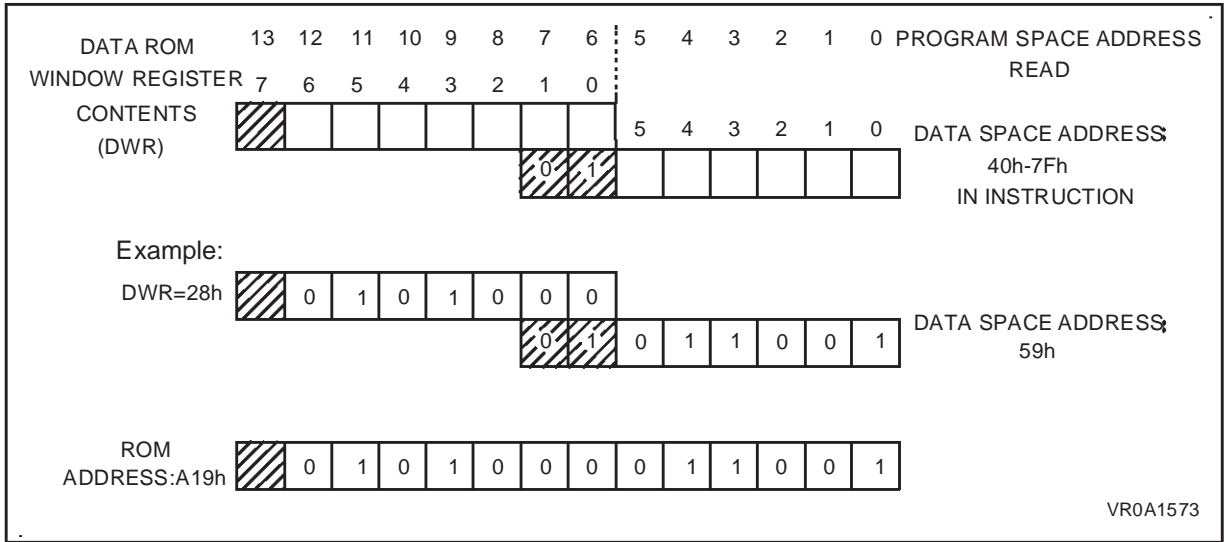 DATA ROM 13 12 11 10 9 8 7 6 5 4 3 2 1 0 PROGRAM SPACE ADDRESS
WINDOW REGISTER 7 6 5 4 3 2 1 0 READ
CONTENTS
(DWR) 5 4 3 2 1 0 DATA SPACE ADDRESS:
0 1 40h-7Fh
IN INSTRUCTION
Example:
DWR=28h 0 1 0 1 0 0 0
0 1 0 1 1 0 0 1 DATA SPACE ADDRESS:
59h
ROM
ADDRESS:A19h 0 1 0 1 0 0 0 0 1 1 0 0 1
VR0A1573